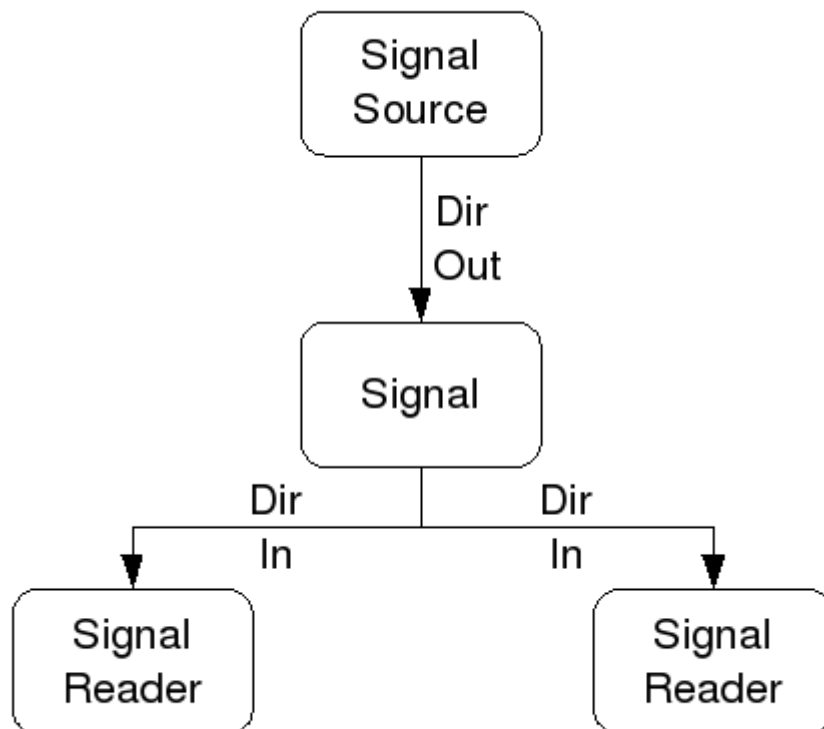 Signal
Source
Dir
Out
Signal
Dir
Dir
In
In
Signal
Reader
Signal
Reader